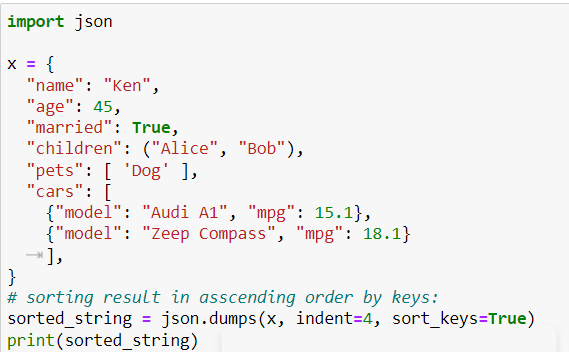 import json
x = {
"name": "Ken",
"age": 45,
"married": True,
"children": ("Alice", "Bob"),
"pets": [ 'Dog' ],
"cars": [
{"model": "Audi A1", "mpg": 15.1},
{"model": "Zeep Compass", "mpg": 18.1}
],
}
# sorting result in asscending order by keys:
sorted_string = json.dumps(x, indent=4, sort_keys=True)
print(sorted_string)